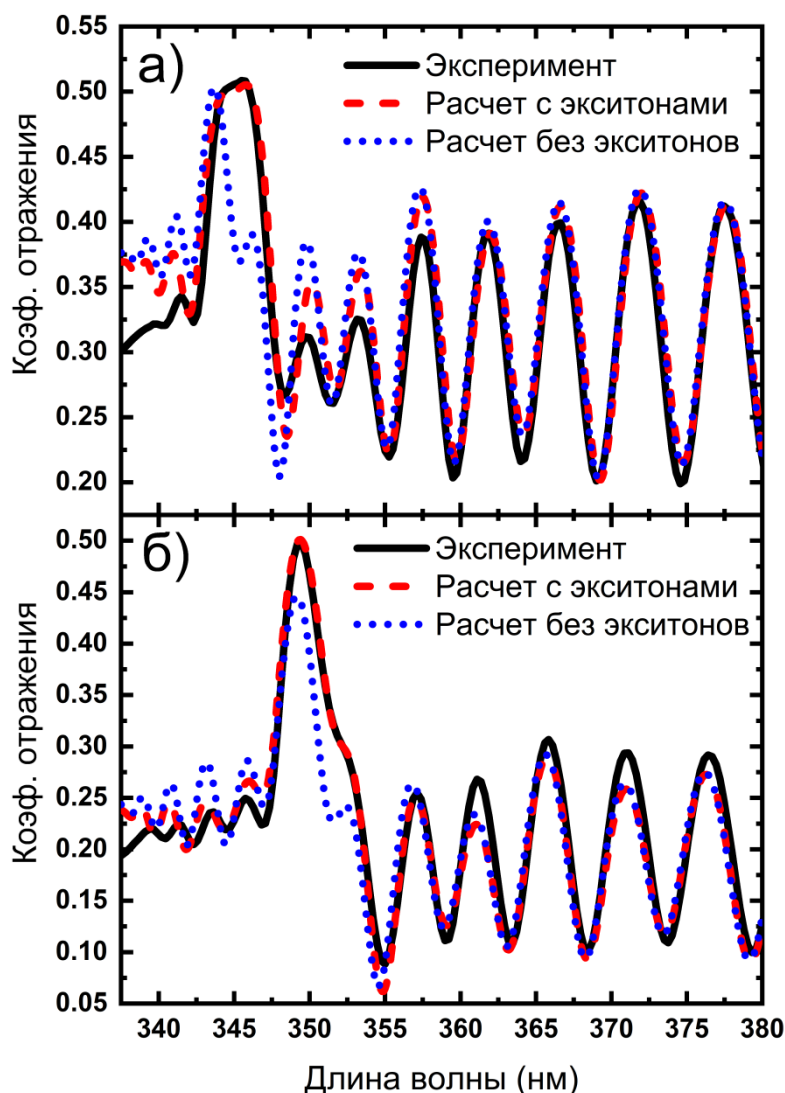 0.55
а)
Эксперимент
0.50
Расчет с экситонами
0.45
Расчет без экситонов
0.40
0.35
0.30
0.25
0.20
Коэф. отражения
0.50
б)
Эксперимент
0.45
Расчет с экситонами
0.40
Расчет без экситонов
0.35
0.30
0.25
0.20
0.15
0.10
0.05
Коэф. отражения
340 345 350 355 360 365 370 375 380
Длина волны (нм)